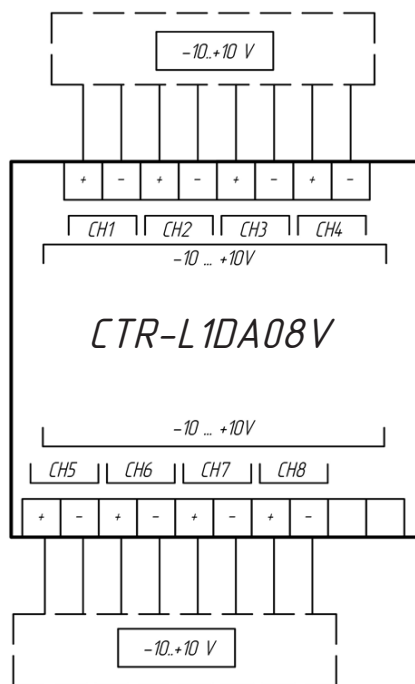 -10..+10 V
+ - + - + - + -
CH1 CH2 CH3 CH4
-10 ... +10V
CTR-L1DA08V
-10 ... +10V
CH5 CH6 CH7 CH8
+ - + - + - + -
-10..+10 V